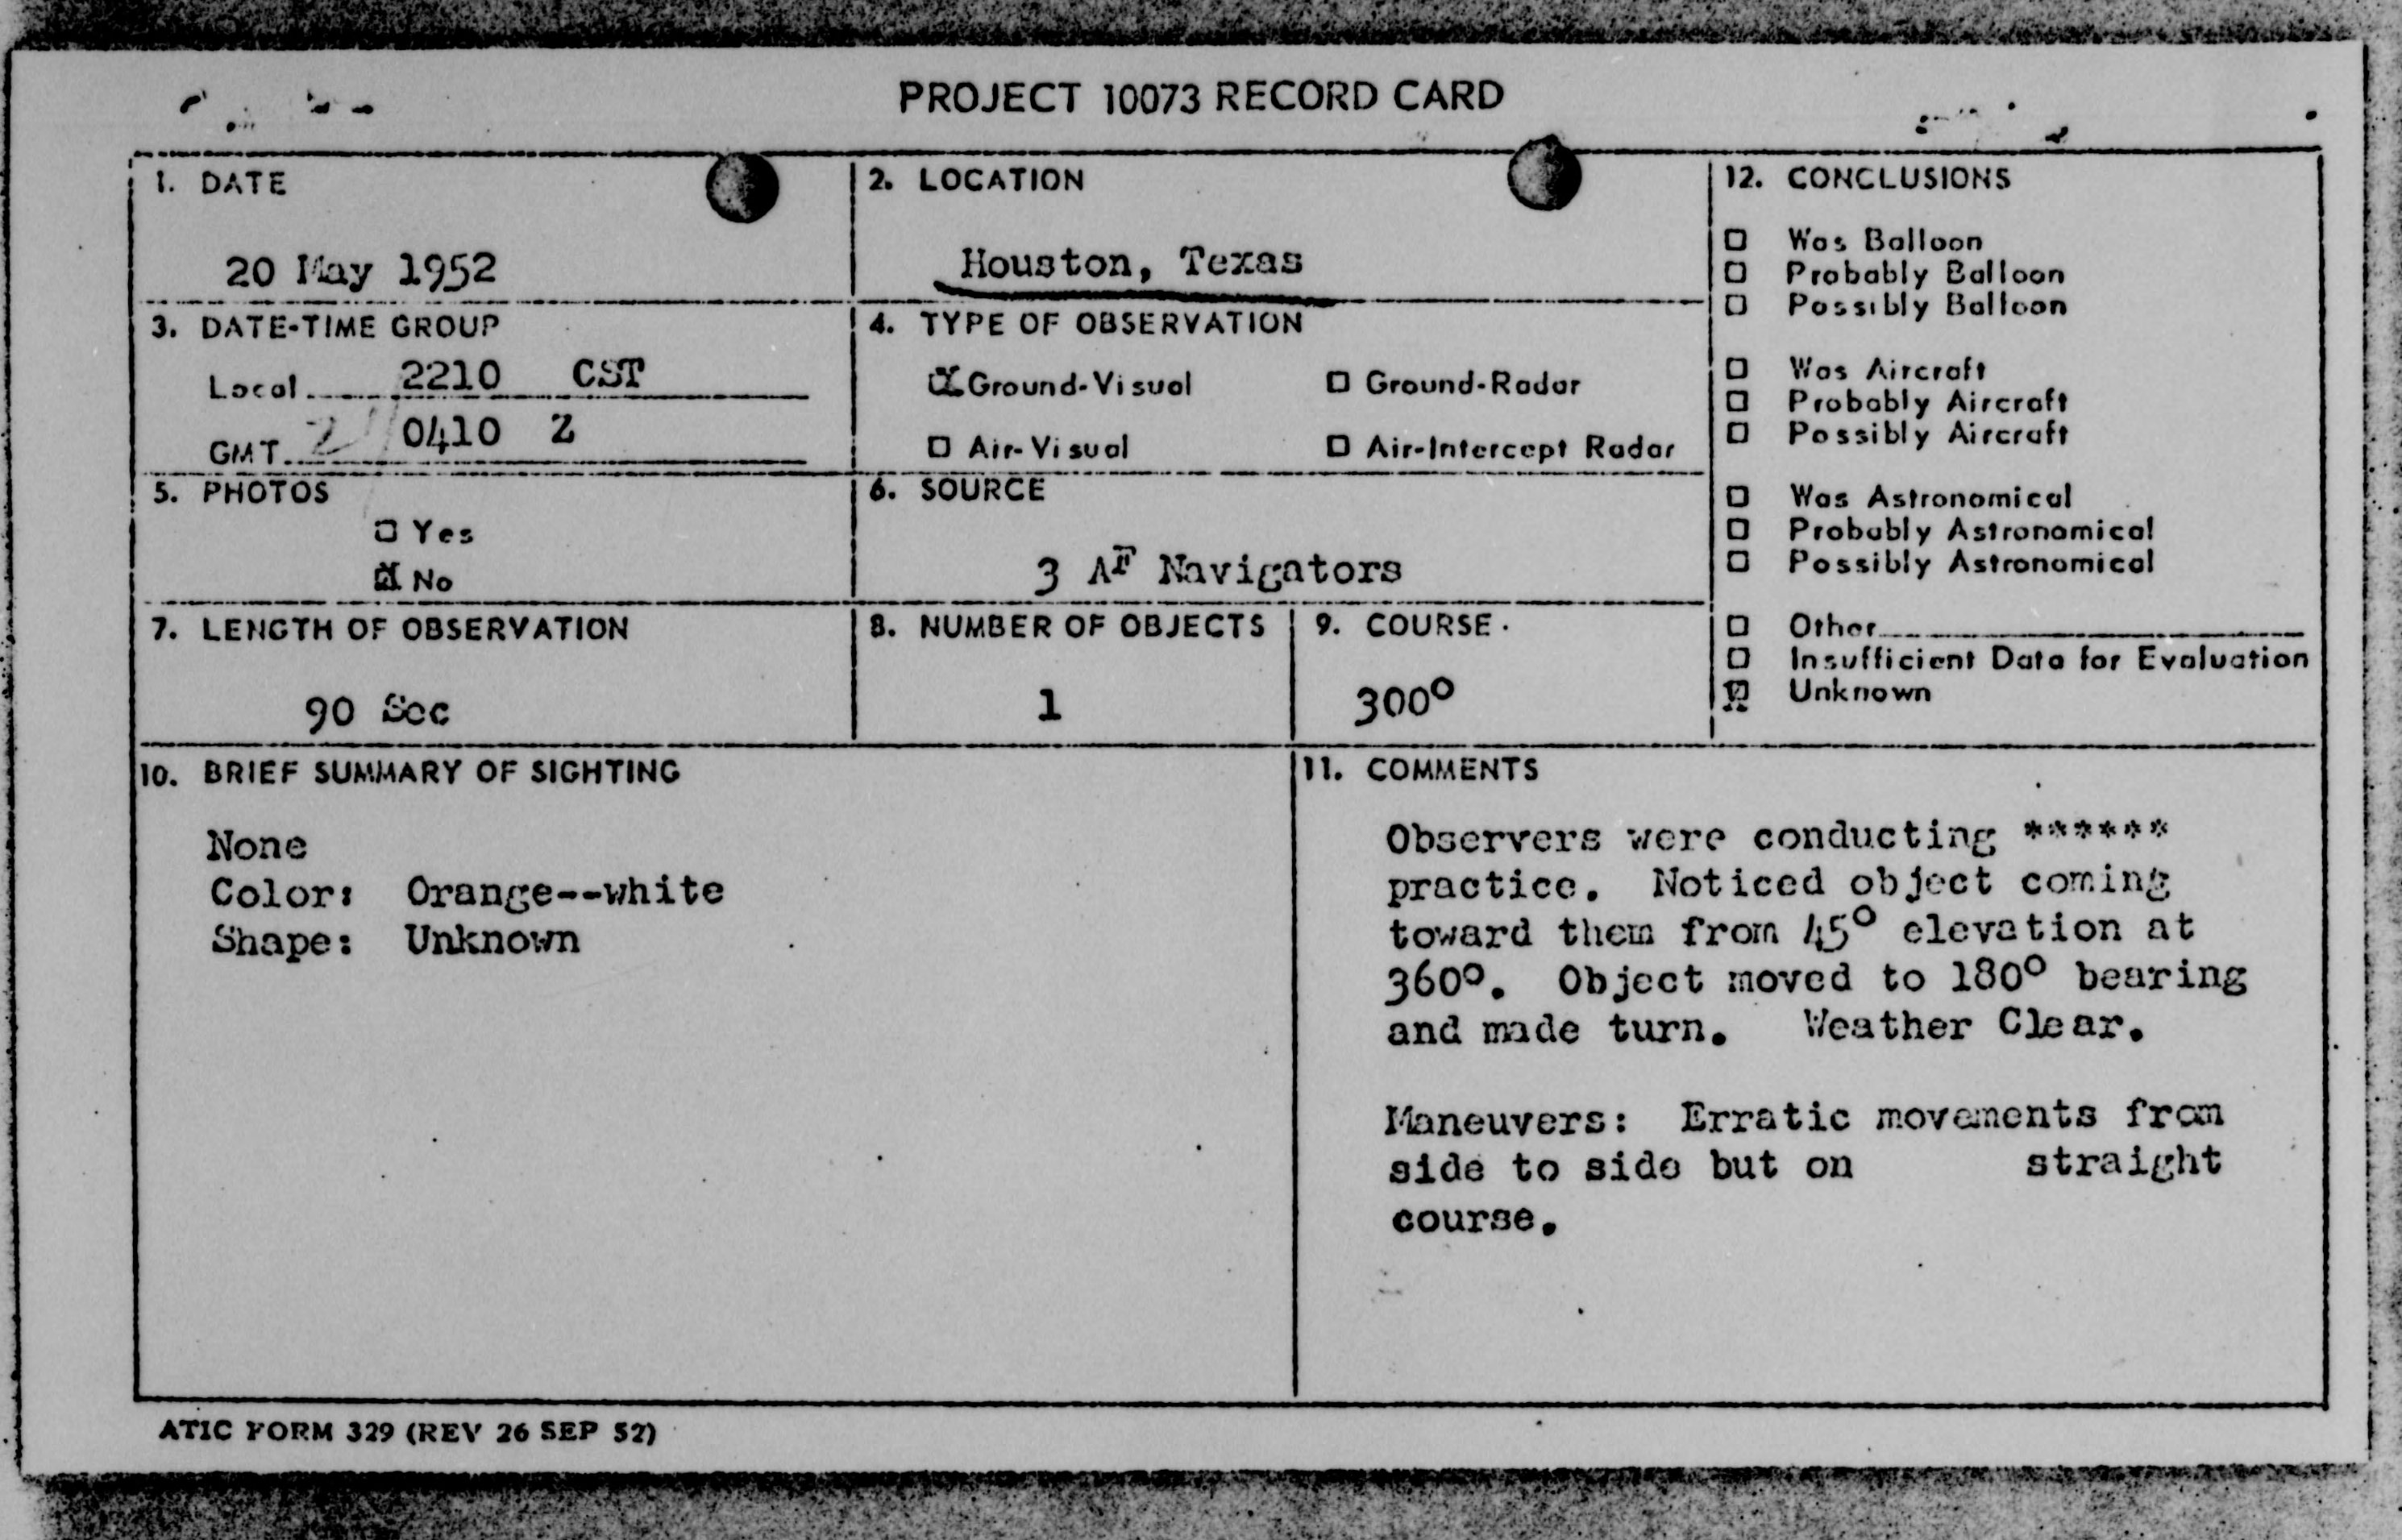 PROJECT 10073 RECORD CARD
1. DATE
20 May 1952
2. LOCATION
Houston, Texas
3. DATE-TIME GROUP
Local 2210 CST
GMT 2 0410 Z
4. TYPE OF OBSERVATION
Ground-Visual Ground-Radar
Air-Visual Air-Intercept Radar
5. PHOTOS
Yes
No
6. SOURCE
3 AF Navigators
7. LENGTH OF OBSERVATION
90 Sec
8. NUMBER OF OBJECTS
1
9. COURSE
300°
12. CONCLUSIONS
Was Balloon
Probably Balloon
Possibly Balloon
Was Aircraft
Probably Aircraft
Possibly Aircraft
Was Astronomical
Probably Astronomical
Possibly Astronomical
Other
Insufficient Data for Evaluation
Unknown
10. BRIEF SUMMARY OF SIGHTING
None
Color: Orange--white
Shape: Unknown
11. COMMENTS
Observers were conducting ******
practice. Noticed object coming
toward them from 45° elevation at
360°. Object moved to 180° bearing
and made turn. Weather Clear.
Maneuvers: Erratic movements from
side to side but on straight
course.
ATIC FORM 329 (REV 26 SEP 52)